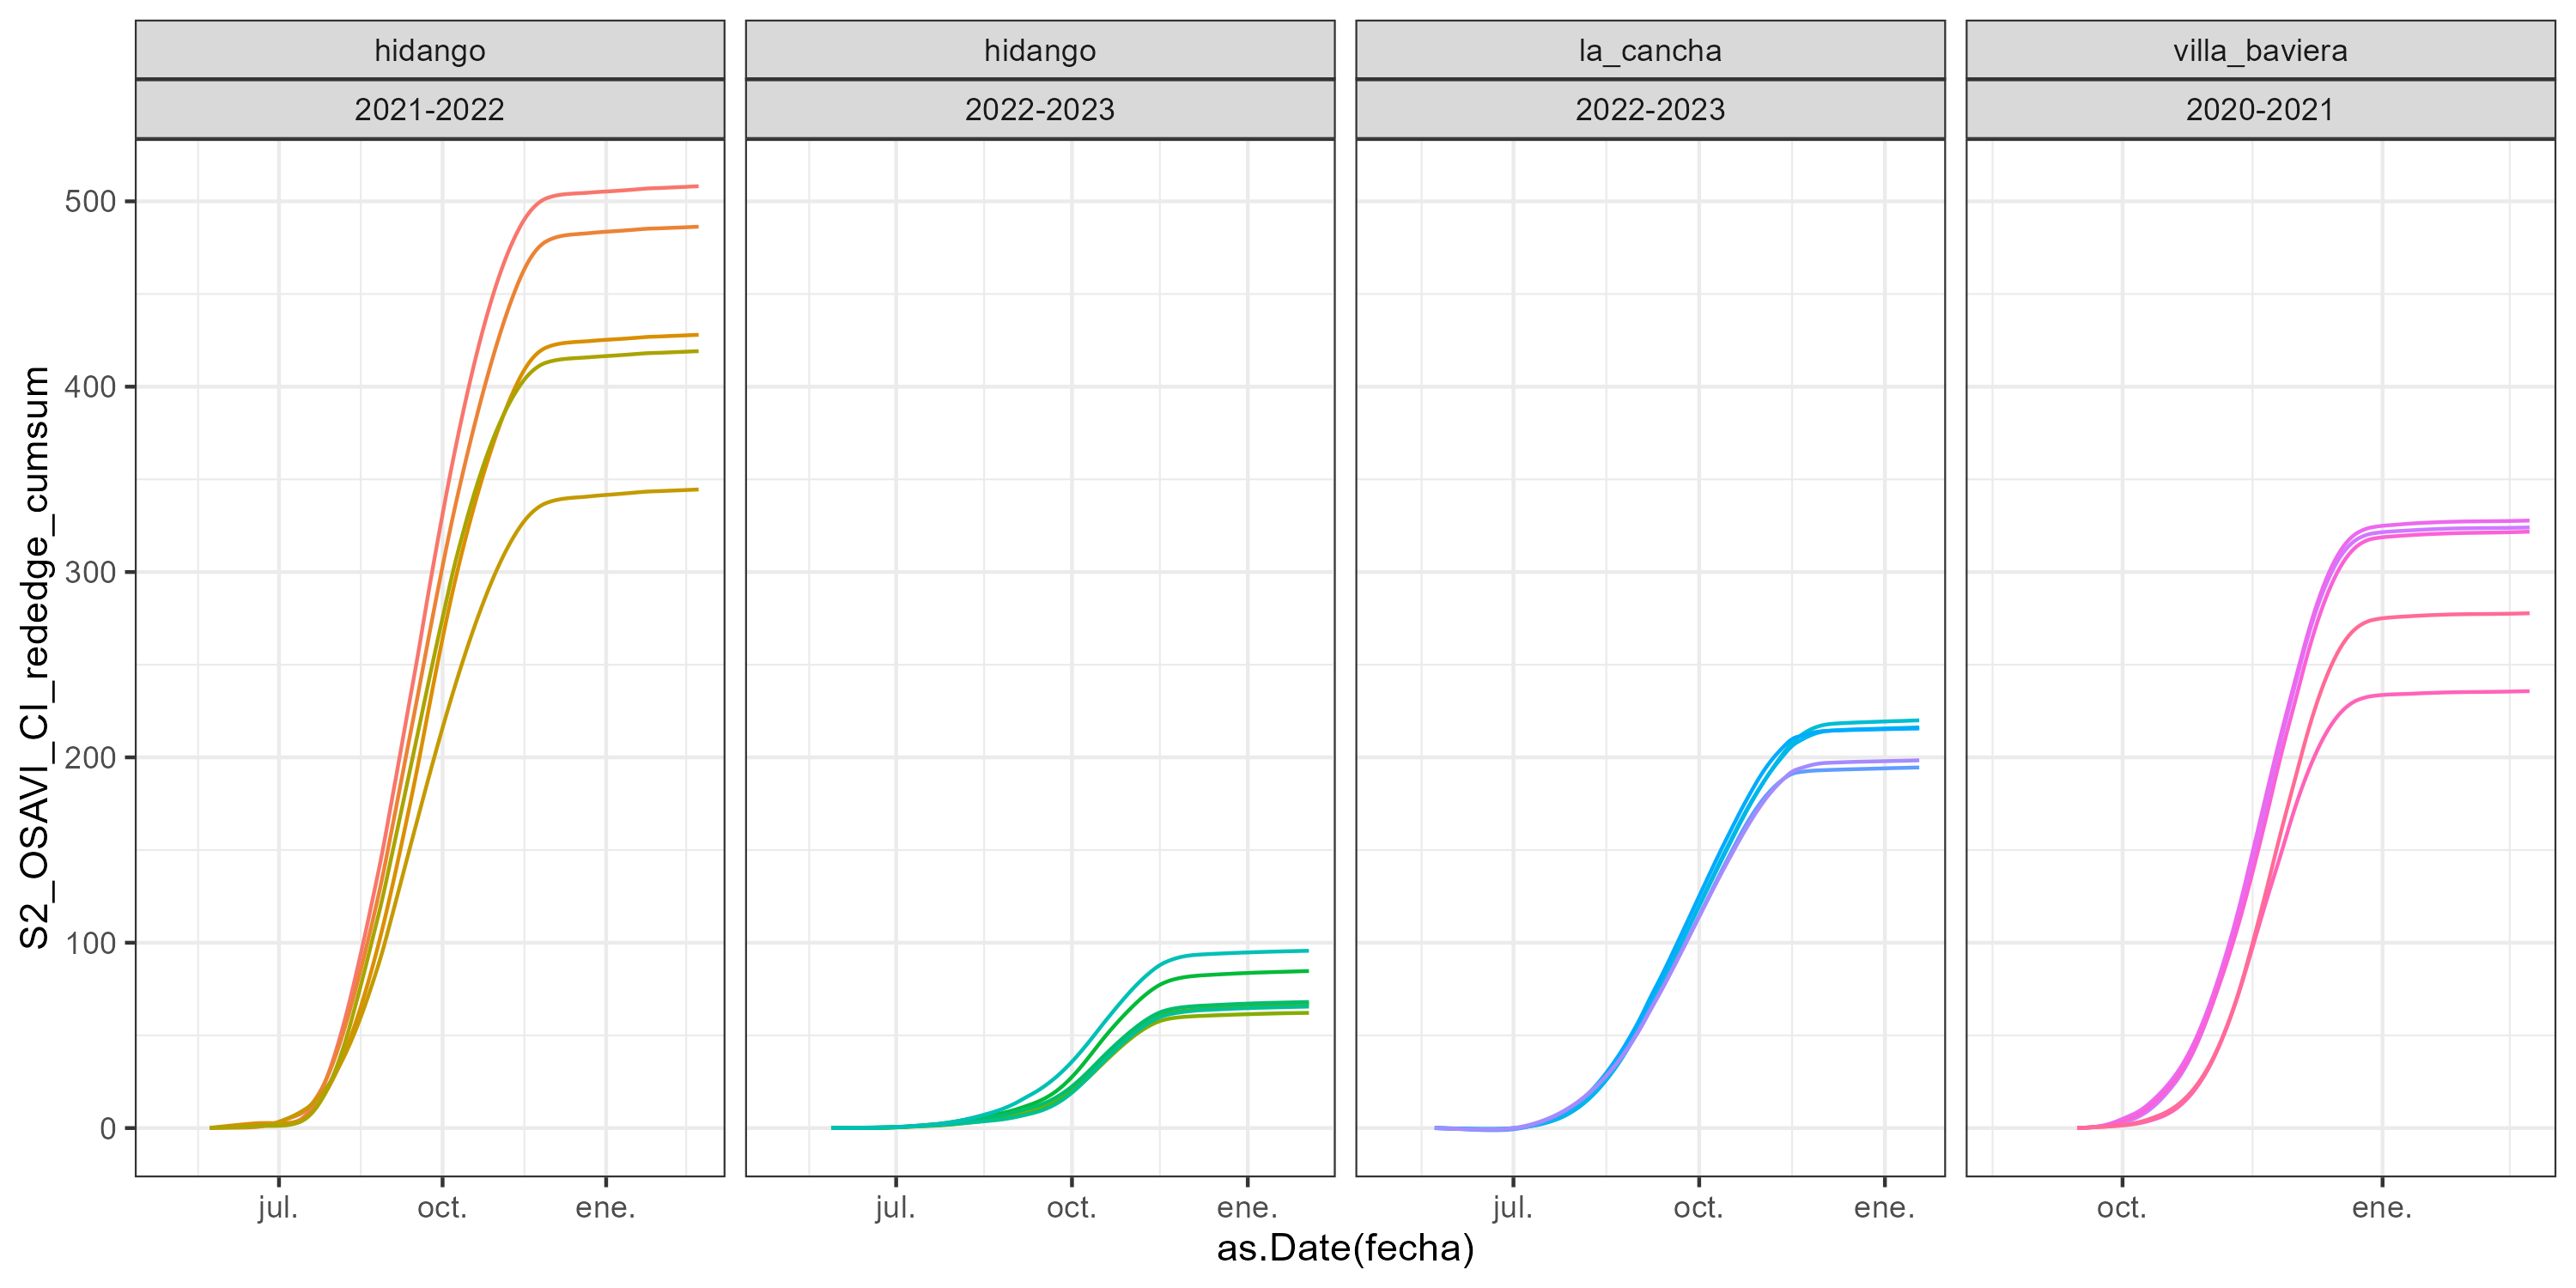 hidango
hidango
la_cancha
villa_baviera
2021-2022
2022-2023
2022-2023
2020-2021
S2_OSAVI_CI_rededge_cumsum
500
400
300
200
100
0
jul.
oct.
ene.
jul.
oct.
ene.
jul.
oct.
ene.
oct.
ene.
as.Date(fecha)